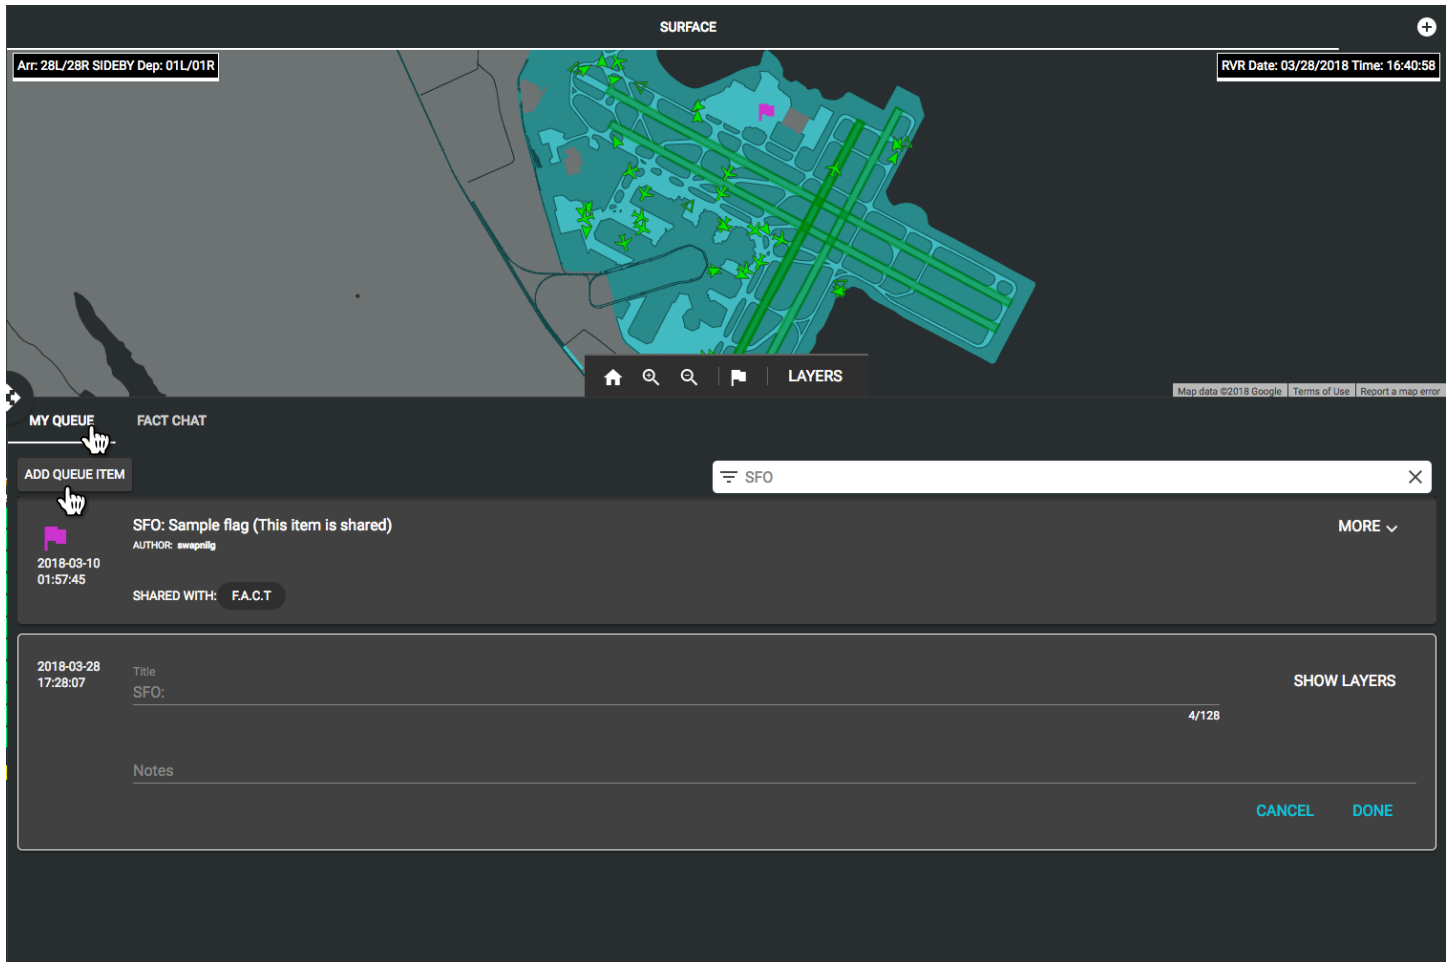 SURFACE
Arr: 28L/28R SIDEBY Dep: 01L/01R
RVR Date: 03/28/2018 Time: 16:40:58
LAYERS
Map data ©2018 Google
Terms of Use
Report a map error
MY QUEUE
FACT CHAT
ADD QUEUE ITEM
SFO
SFO: Sample flag (This item is shared)
MORE
AUTHOR: swapnilg
2018-03-10
01:57:45
SHARED WITH: F.A.C.T
2018-03-28
17:28:07
Title
SFO:
SHOW LAYERS
4/128
Notes
CANCEL
DONE